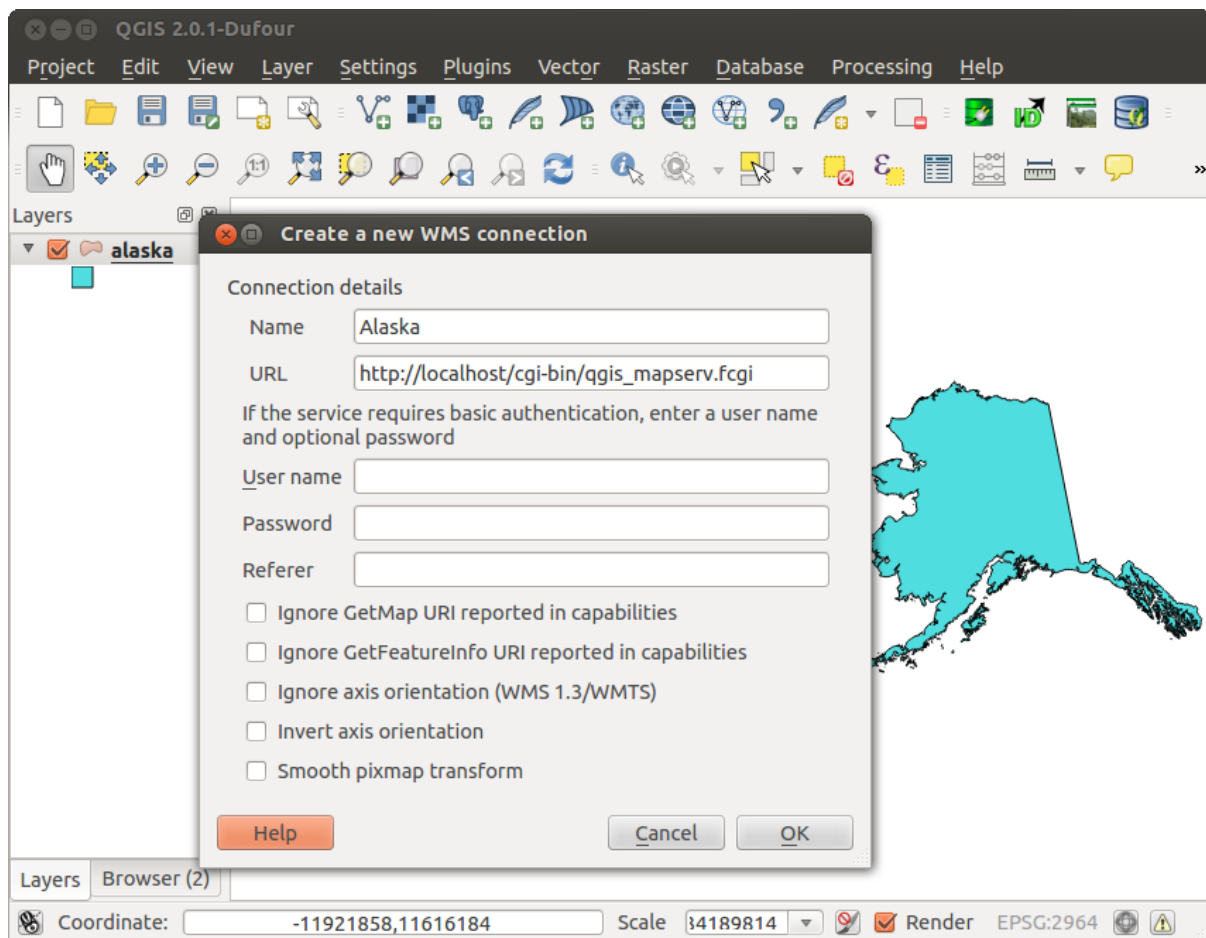 QGIS 2.0.1-Dufour
Project Edit View Layer Settings Plugins Vector Raster Database Processing Help
1:1
Layers
alaska
Create a new WMS connection
Connection details
Name Alaska
URL http://localhost/cgi-bin/qgis_mapserv.fcgi
If the service requires basic authentication, enter a user name
and optional password
User name
Password
Referer
Ignore GetMap URI reported in capabilities
Ignore GetFeatureInfo URI reported in capabilities
Ignore axis orientation (WMS 1.3/WMTS)
Invert axis orientation
Smooth pixmap transform
Help Cancel OK
Layers Browser (2)
Coordinate: -11921858,11616184 Scale 34189814 Render EPSG:2964